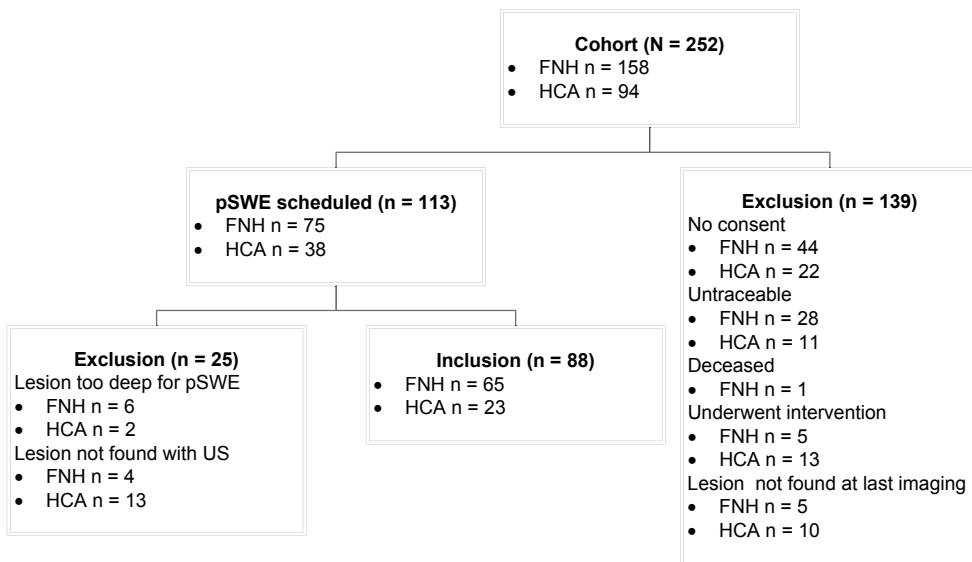 Cohort (N = 252)
• FNH n = 158
• HCA n = 94
pSWE scheduled (n = 113)
• FNH n = 75
• HCA n = 38
Exclusion (n = 139)
No consent
• FNH n = 44
• HCA n = 22
Untraceable
• FNH n = 28
• HCA n = 11
Deceased
• FNH n = 1
Underwent intervention
• FNH n = 5
• HCA n = 13
Lesion not found at last imaging
• FNH n = 5
• HCA n = 10
Exclusion (n = 25)
Lesion too deep for pSWE
• FNH n = 6
• HCA n = 2
Lesion not found with US
• FNH n = 4
• HCA n = 13
Inclusion (n = 88)
• FNH n = 65
• HCA n = 23